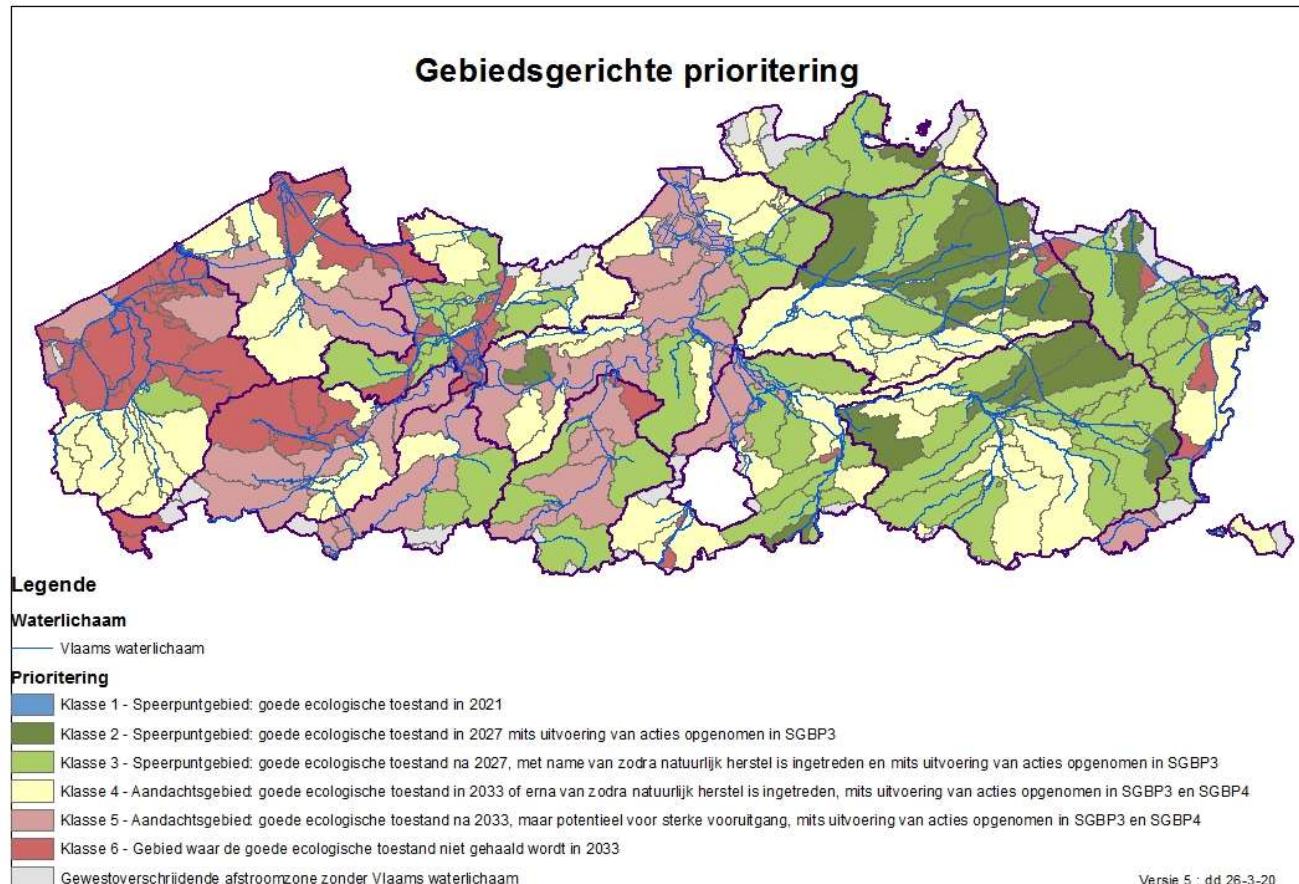 Gebiedsgerichte prioritering
Legende
Waterlichaam
Vlaams waterlichaam
Prioritering
Klasse 1 - Speerpuntgebied: goede ecologische toestand in 2021
Klasse 2 - Speerpuntgebied: goede ecologische toestand in 2027 mits uitvoering van acties opgenomen in SGBP3
Klasse 3 - Speerpuntgebied: goede ecologische toestand na 2027, met name van zodra natuurlijk herstel is ingetreden en mits uitvoering van acties opgenomen in SGBP3
Klasse 4 - Aandachtsgebied: goede ecologische toestand in 2033 of erna van zodra natuurlijk herstel is ingetreden, mits uitvoering van acties opgenomen in SGBP3 en SGBP4
Klasse 5 - Aandachtsgebied: goede ecologische toestand na 2033, maar potentieel voor sterke vooruitgang, mits uitvoering van acties opgenomen in SGBP3 en SGBP4
Klasse 6 - Gebied waar de goede ecologische toestand niet gehaald wordt in 2033
Gewestoverschrijdende afstroomzone zonder Vlaams waterlichaam
Versie 5 : dd 26-3-20